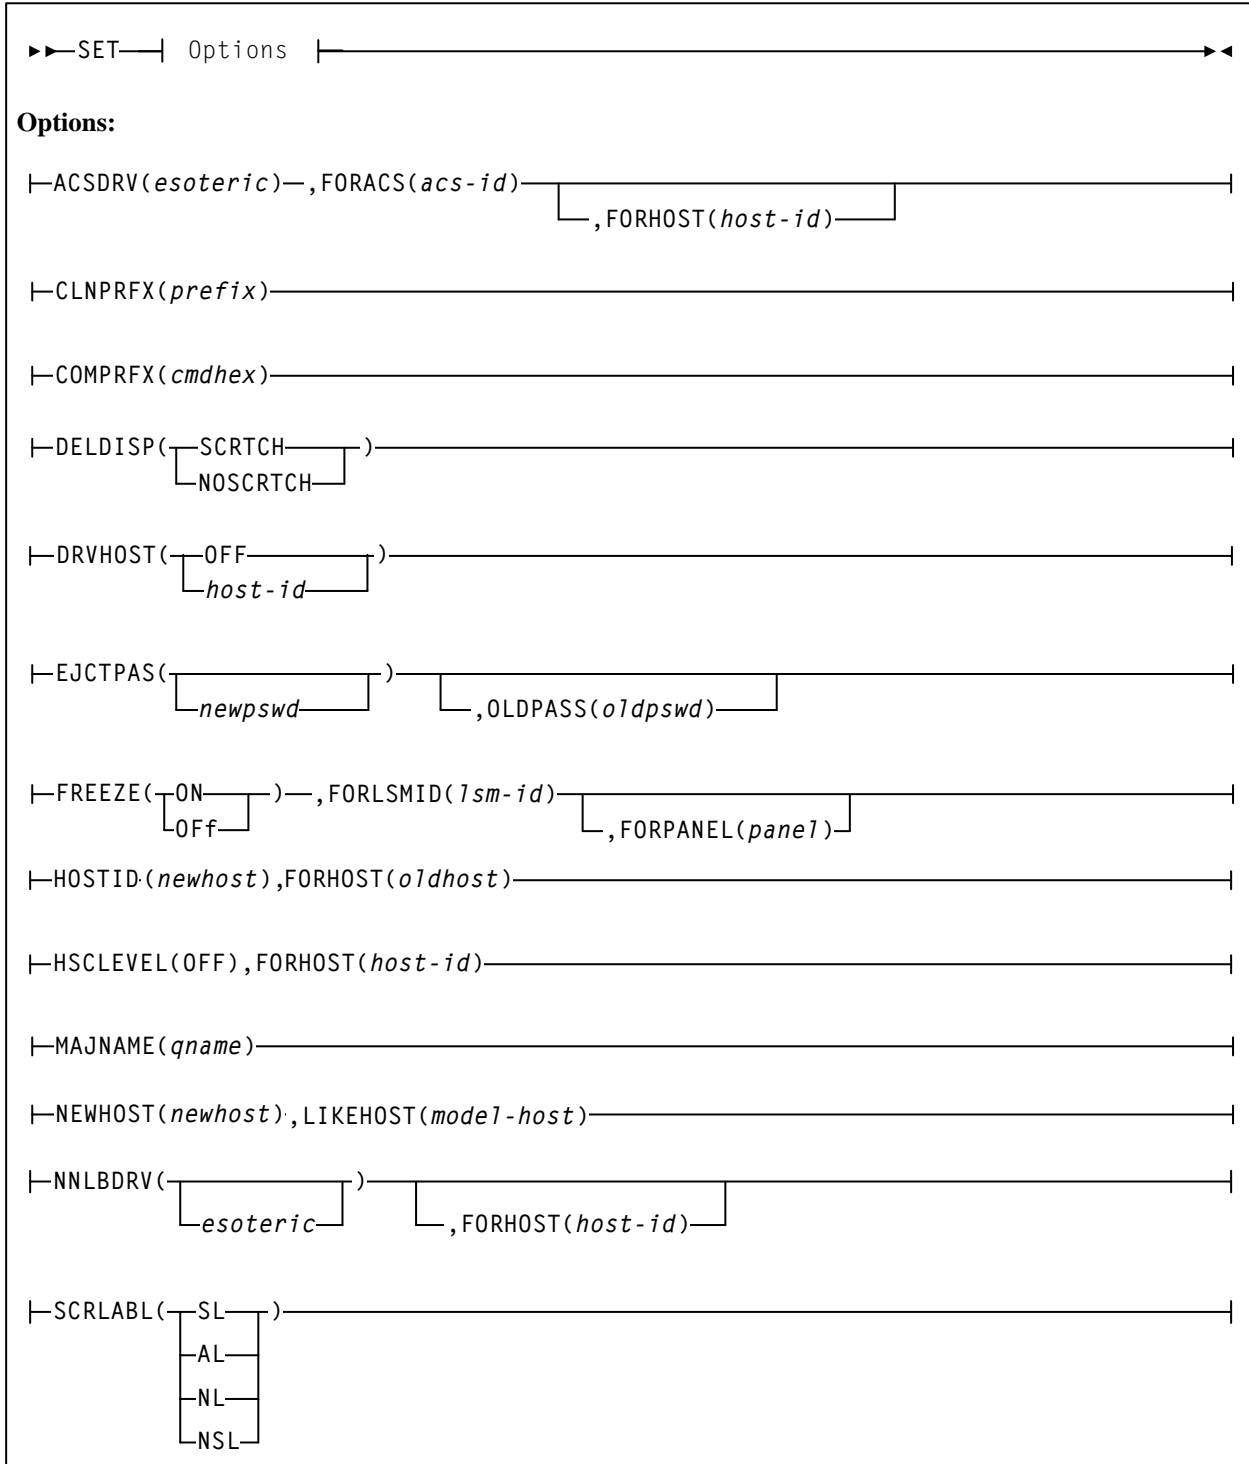 SET Options
Options:
ACSDRV(esoteric) ,FORACS(acs-id)
,FORHOST(host-id)
CLNPRFX(prefix)
COMPRFX(cmdhex)
DELDISP( SCRTCH )
NOSCRTCH
DRVHOST( OFF )
host-id
EJCTPAS( )
newpswd ,OLDPASS(oldpswd)
FREEZE( ON ) ,FORLSMID(lsm-id)
OFf ,FORPANEL(panel)
HOSTID(newhost),FORHOST(oldhost)
HSCLEVEL(OFF),FORHOST(host-id)
MAJNAME(qname)
NEWHOST(newhost),LIKEHOST(model-host)
NNLBDRV( )
esoteric ,FORHOST(host-id)
SCRLABL( SL )
AL
NL
NSL